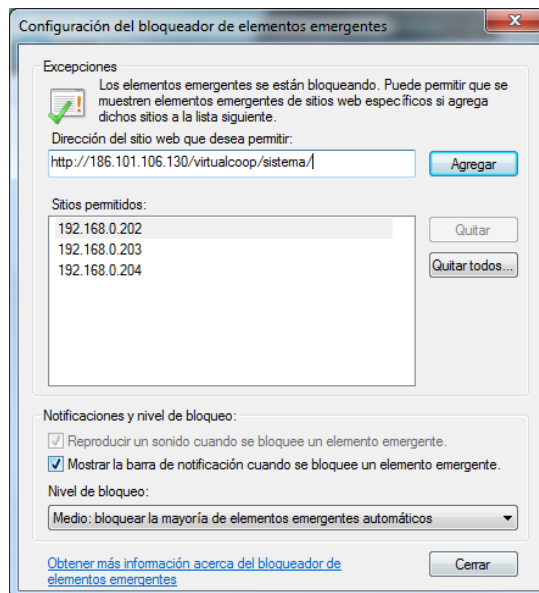 Configuración del bloqueador de elementos emergentes
Excepciones
Los elementos emergentes se están bloqueando. Puede permitir que se
muestren elementos emergentes de sitios web específicos si agrega
dichos sitios a la lista siguiente.
Dirección del sitio web que desea permitir:
http://186.101.106.130/virtualcoop/sistema/
Agregar
Sitios permitidos:
192.168.0.202
Quitar
192.168.0.203
192.168.0.204
Quitar todos...
Notificaciones y nivel de bloqueo:
Reproducir un sonido cuando se bloquee un elemento emergente.
Mostrar la barra de notificación cuando se bloquee un elemento emergente.
Nivel de bloqueo:
Medio: bloquear la mayoría de elementos emergentes automáticos
Obtener más información acerca del bloqueador de
elementos emergentes
Cerrar